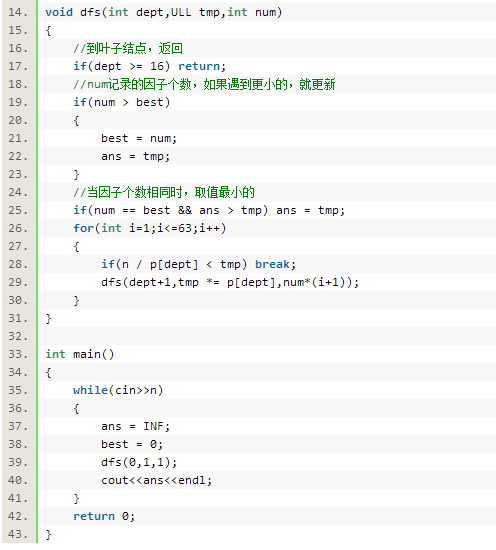 14. void dfs(int dept,ULL tmp,int num)
15. {
16.     //到叶子结点，返回
17.     if(dept >= 16) return;
18.     //num记录的因子个数，如果遇到更小的，就更新
19.     if(num > best)
20.     {
21.         best = num;
22.         ans = tmp;
23.     }
24.     //当因子个数相同时，取值最小的
25.     if(num == best && ans > tmp) ans = tmp;
26.     for(int i=1;i<=63;i++)
27.     {
28.         if(n / p[dept] < tmp) break;
29.         dfs(dept+1,tmp *= p[dept],num*(i+1));
30.     }
31. }
32.
33. int main()
34. {
35.     while(cin>>n)
36.     {
37.         ans = INF;
38.         best = 0;
39.         dfs(0,1,1);
40.         cout<<ans<<endl;
41.     }
42.     return 0;
43. }